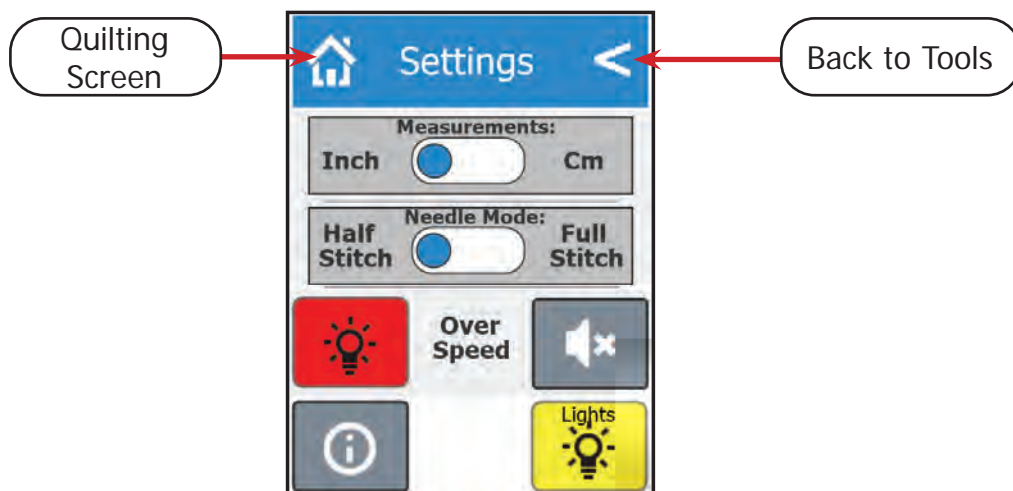 Quilting
Screen
Settings
<
Back to Tools
Measurements:
Inch
Cm
Needle Mode:
Half
Stitch
Full
Stitch
Over
Speed
Lights